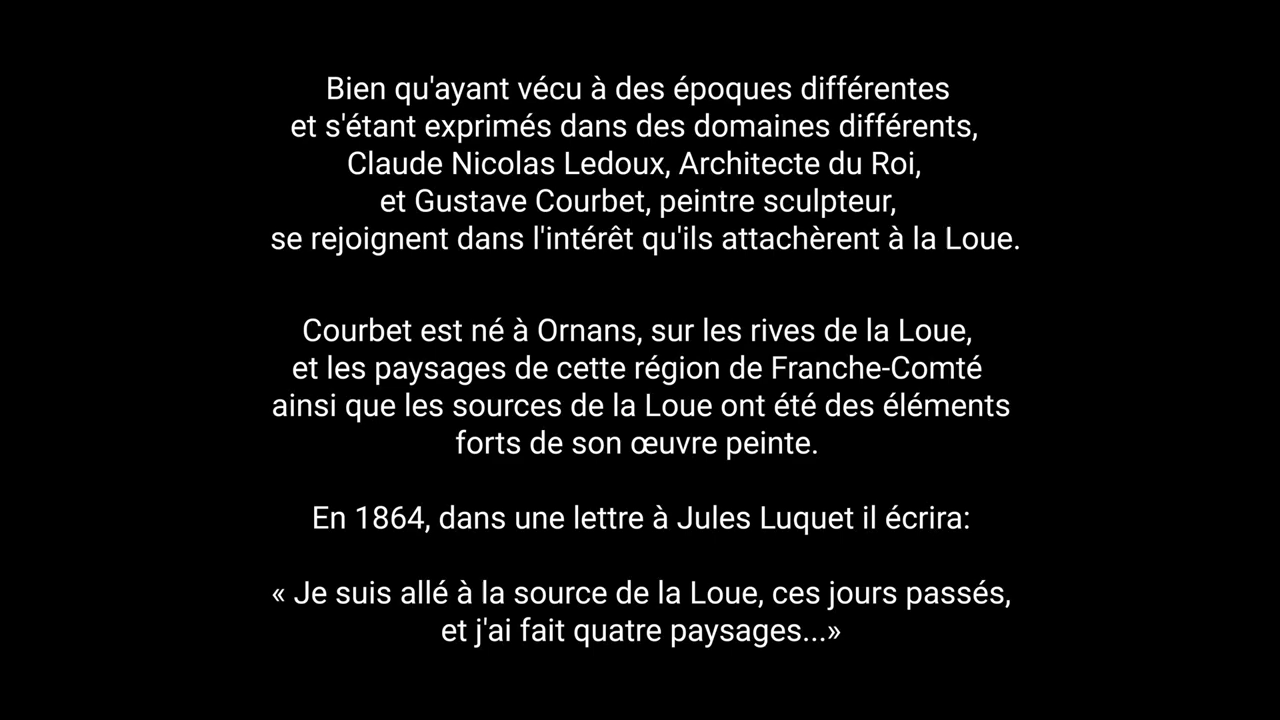 Bien qu'ayant vécu à des époques différentes
et s'étant exprimés dans des domaines différents,
Claude Nicolas Ledoux, Architecte du Roi,
et Gustave Courbet, peintre sculpteur,
se rejoignent dans l'intérêt qu'ils attachèrent à la Loue.
Courbet est né à Ornans, sur les rives de la Loue,
et les paysages de cette région de Franche-Comté
ainsi que les sources de la Loue ont été des éléments
forts de son œuvre peinte.
En 1864, dans une lettre à Jules Luquet il écrira:
« Je suis allé à la source de la Loue, ces jours passés,
et j'ai fait quatre paysages...»